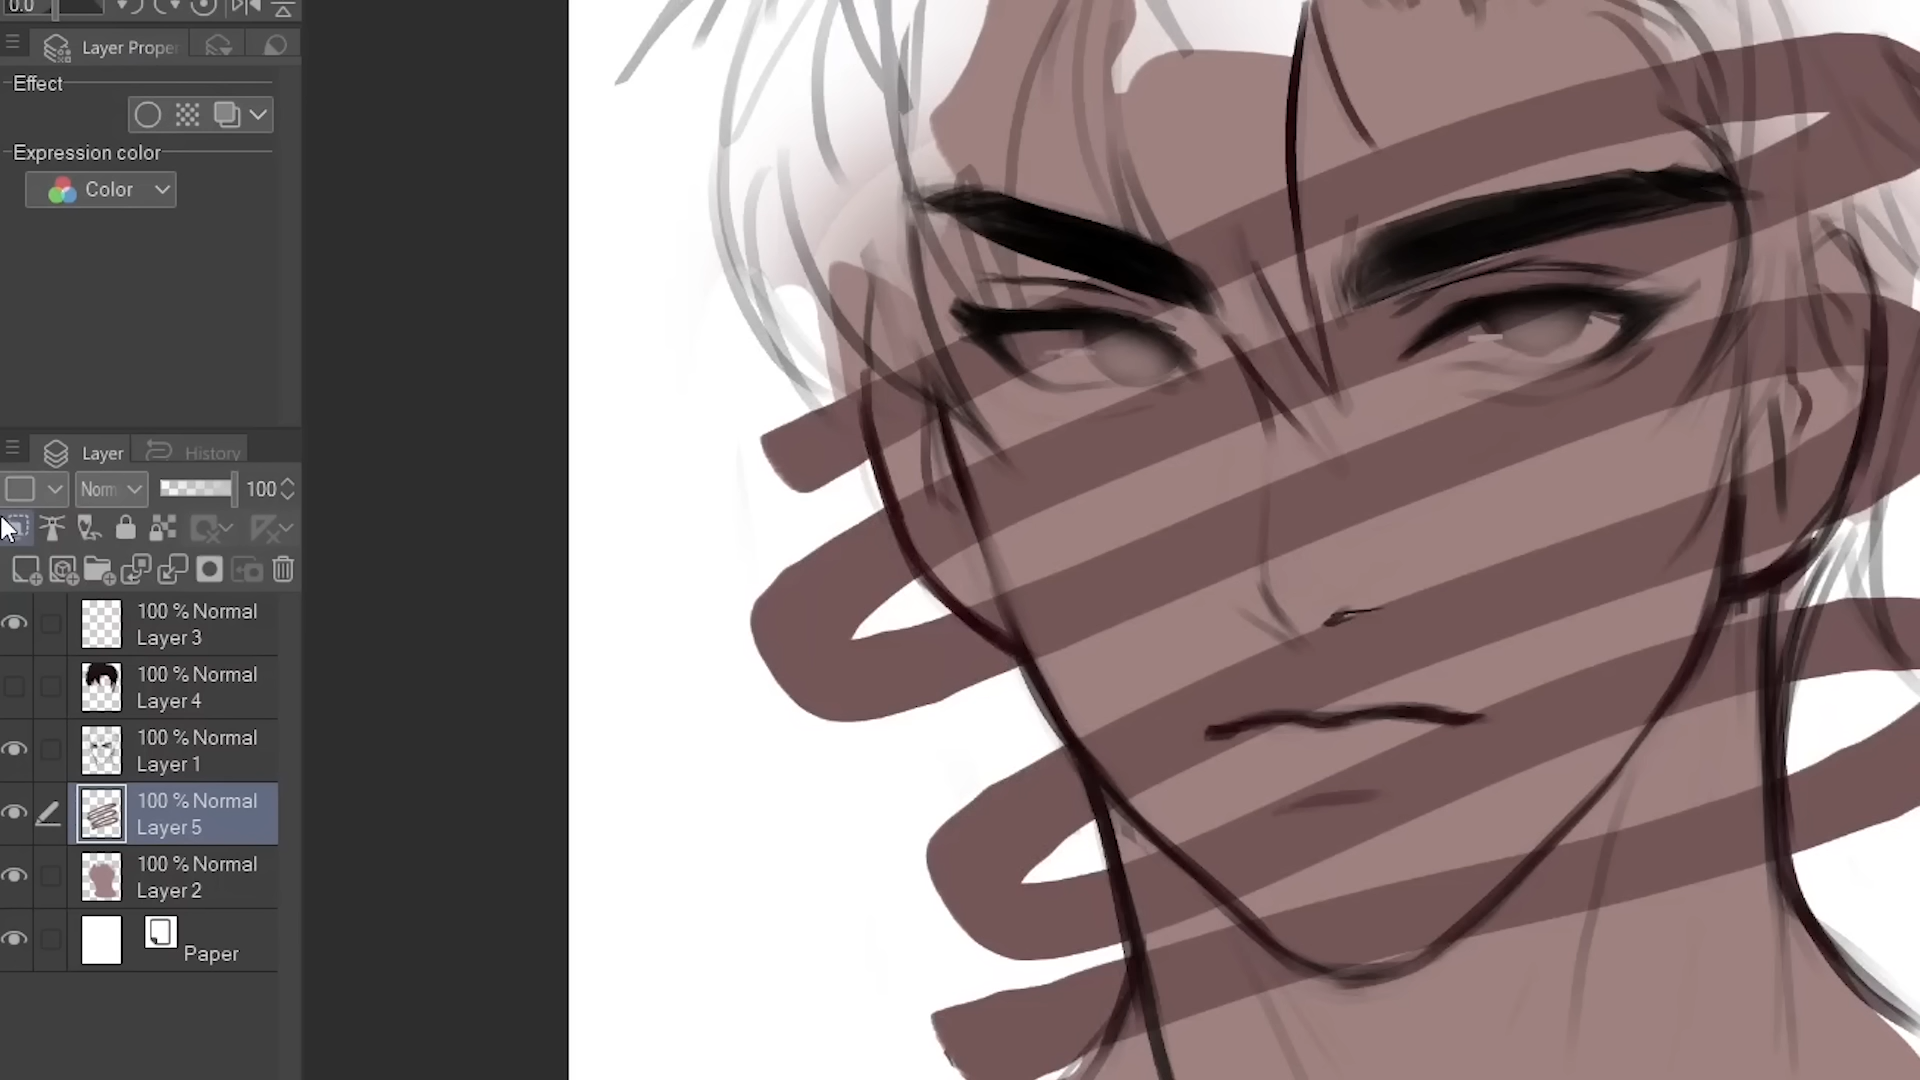 0.0
Layer Proper
Effect
Expression color
Color
Layer
History
Norm
100
100 % Normal
Layer 3
100 % Normal
Layer 4
100 % Normal
Layer 1
100 % Normal
Layer 5
100 % Normal
Layer 2
Paper